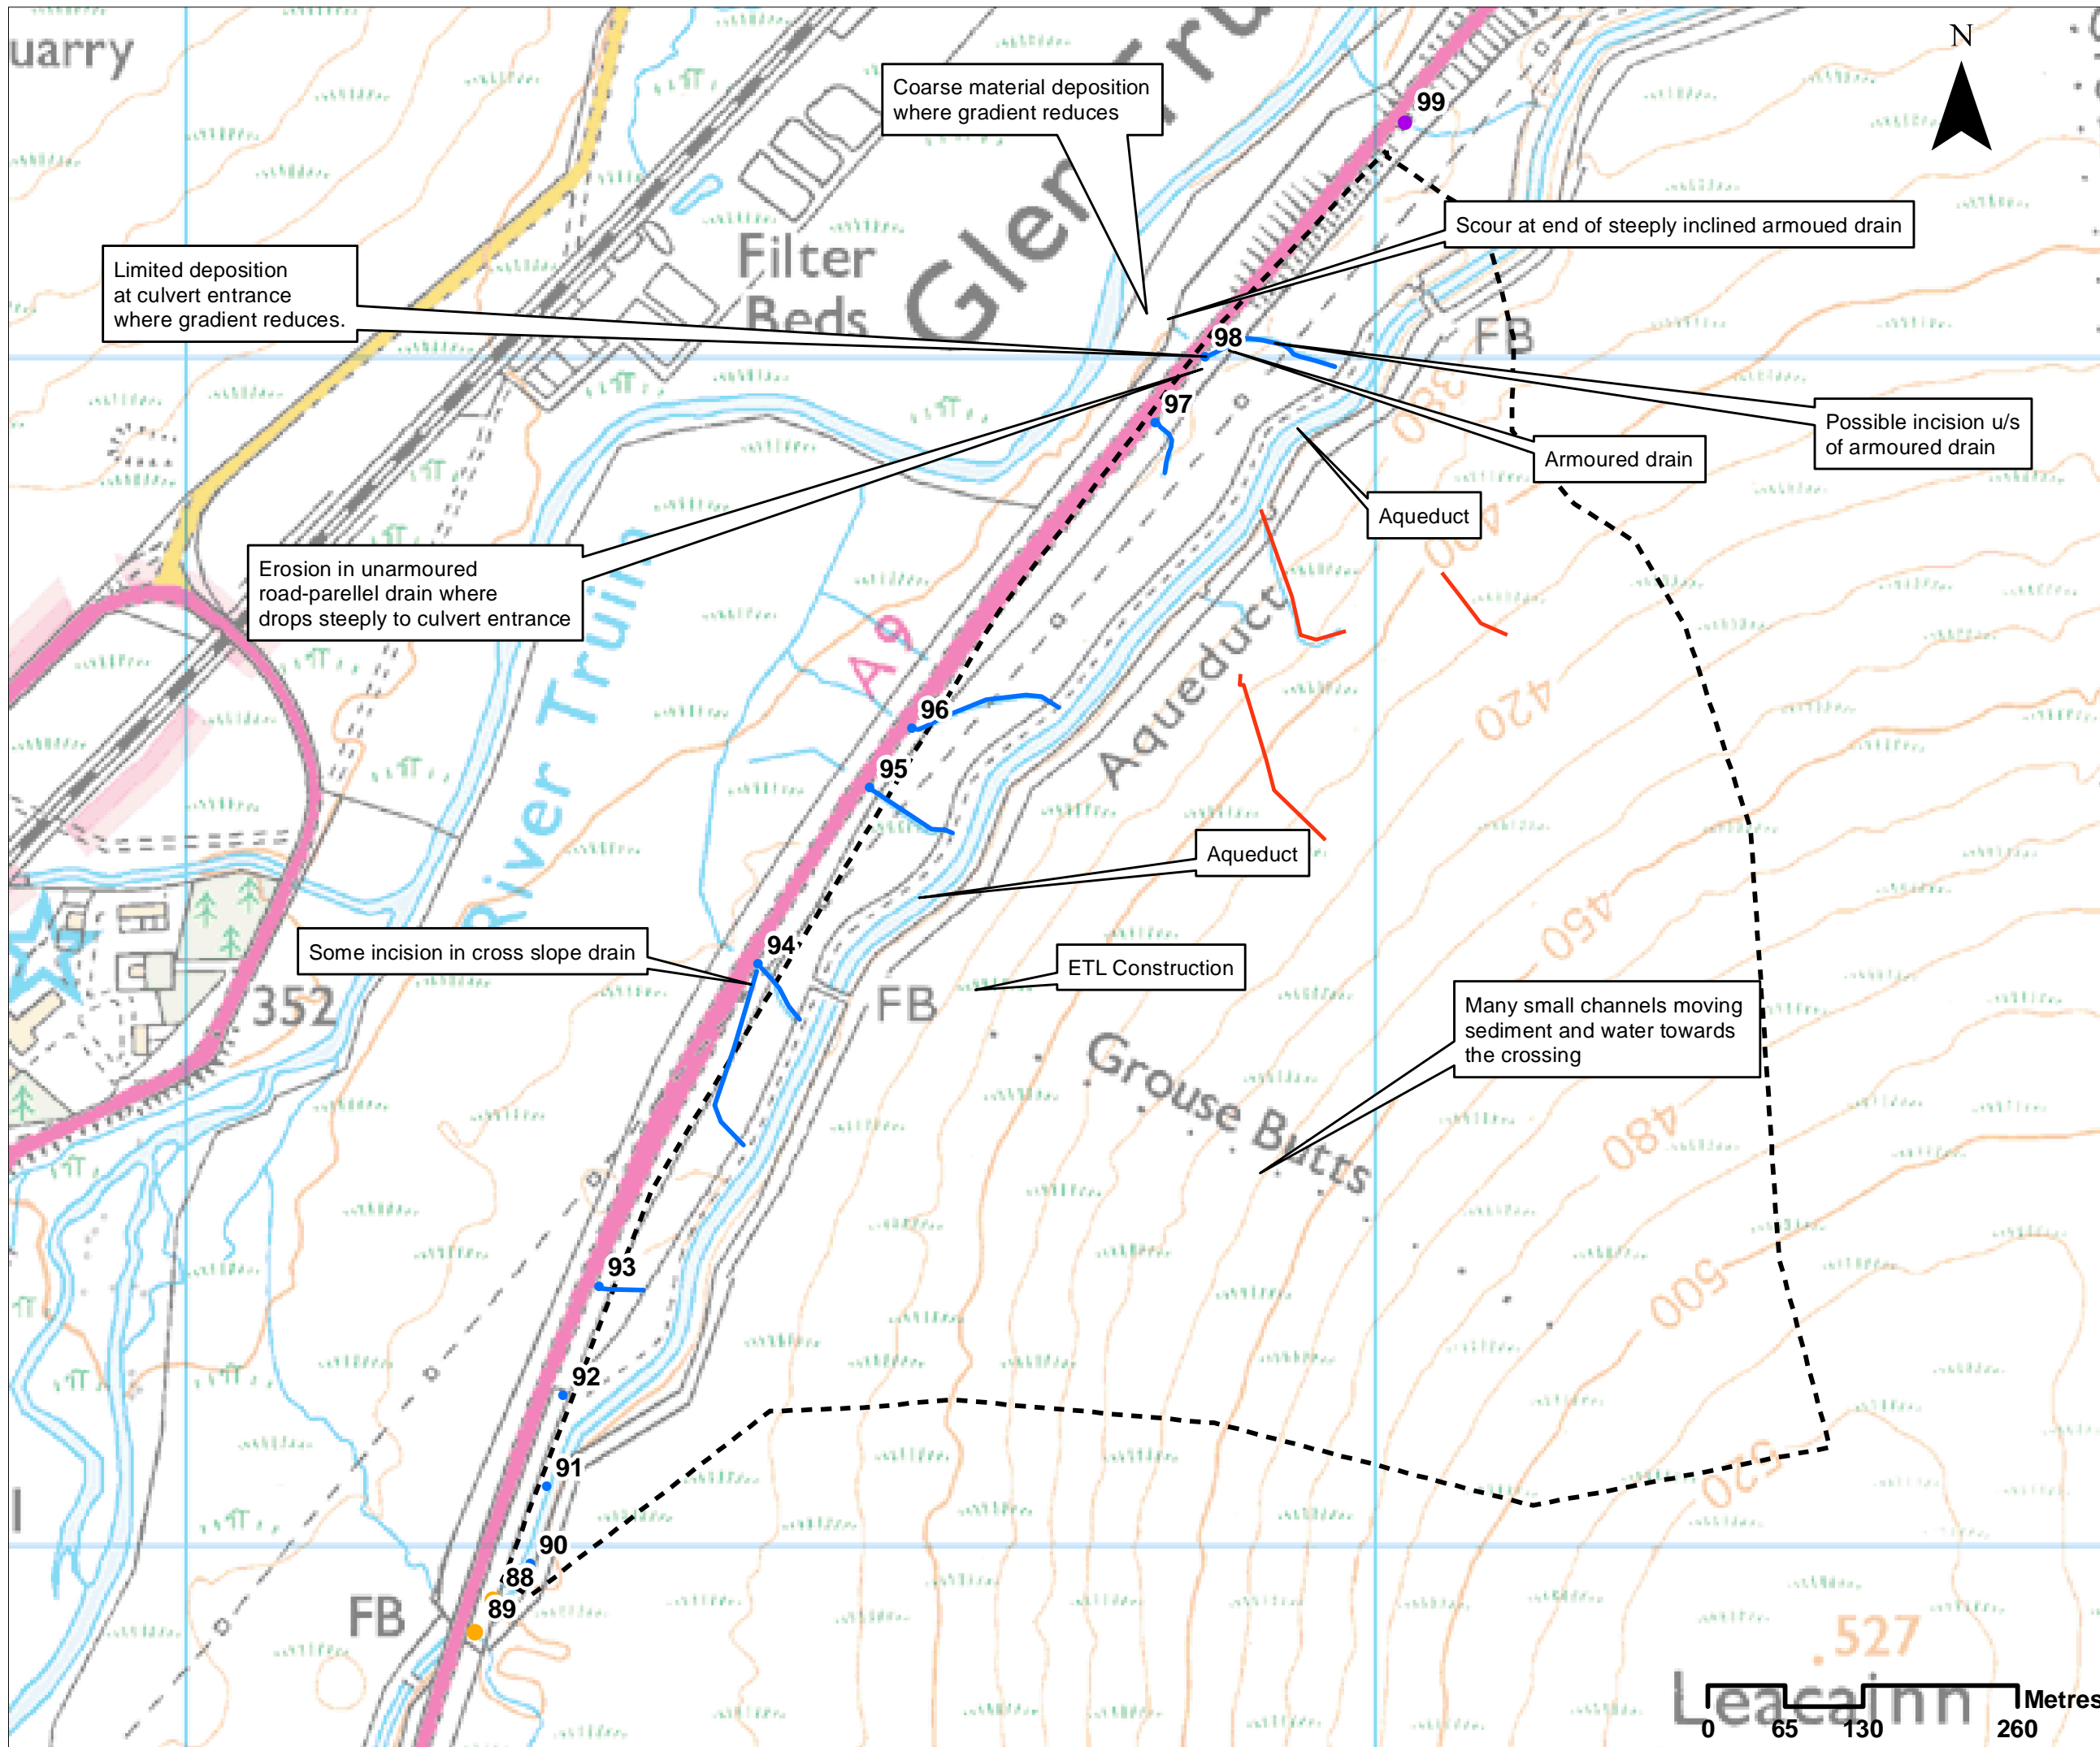 uarry
N
Coarse material deposition
where gradient reduces
99
Scour at end of steeply inclined armoued drain
Limited deposition
at culvert entrance
where gradient reduces.
Filter
Beds
98
FB
380
97
Possible incision u/s
of armoured drain
Armoured drain
Aqueduct
400
Erosion in unarmoured
road-parellel drain where
drops steeply to culvert entrance
River Truim
A9
Aqueduct
420
96
95
Aqueduct
450
Some incision in cross slope drain
94
ETL Construction
352
FB
Many small channels moving
sediment and water towards
the crossing
Grouse Butts
480
93
500
92
91
520
90
88
89
FB
527
Leacainn
Metres
0 65 130 260